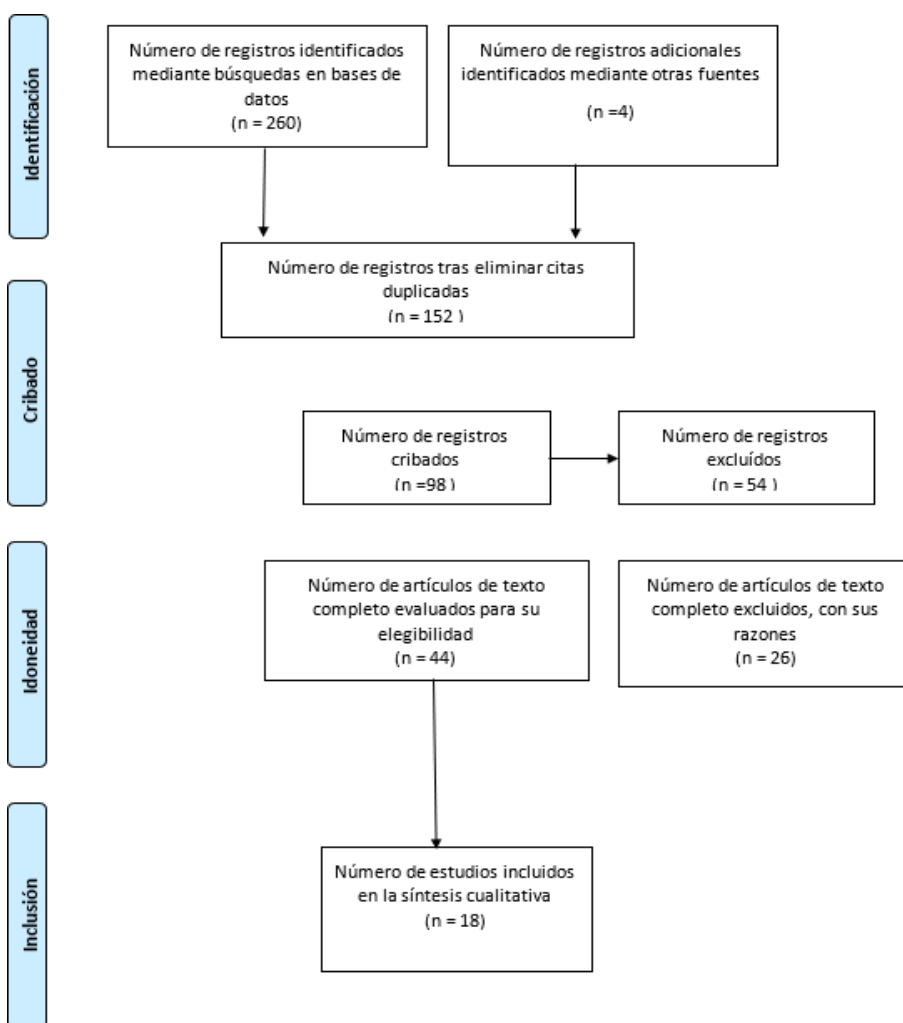 Identificación
Número de registros identificados
mediante búsquedas en bases de
datos
(n = 260)
Número de registros adicionales
identificados mediante otras fuentes
(n =4)
Número de registros tras eliminar citas
duplicadas
(n = 152 )
Cribado
Número de registros
cribados
(n =98 )
Número de registros
excluídos
(n = 54 )
Idoneidad
Número de artículos de texto
completo evaluados para su
elegibilidad
(n = 44)
Número de artículos de texto
completo excluidos, con sus
razones
(n = 26)
Inclusión
Número de estudios incluidos
en la síntesis cualitativa
(n = 18)